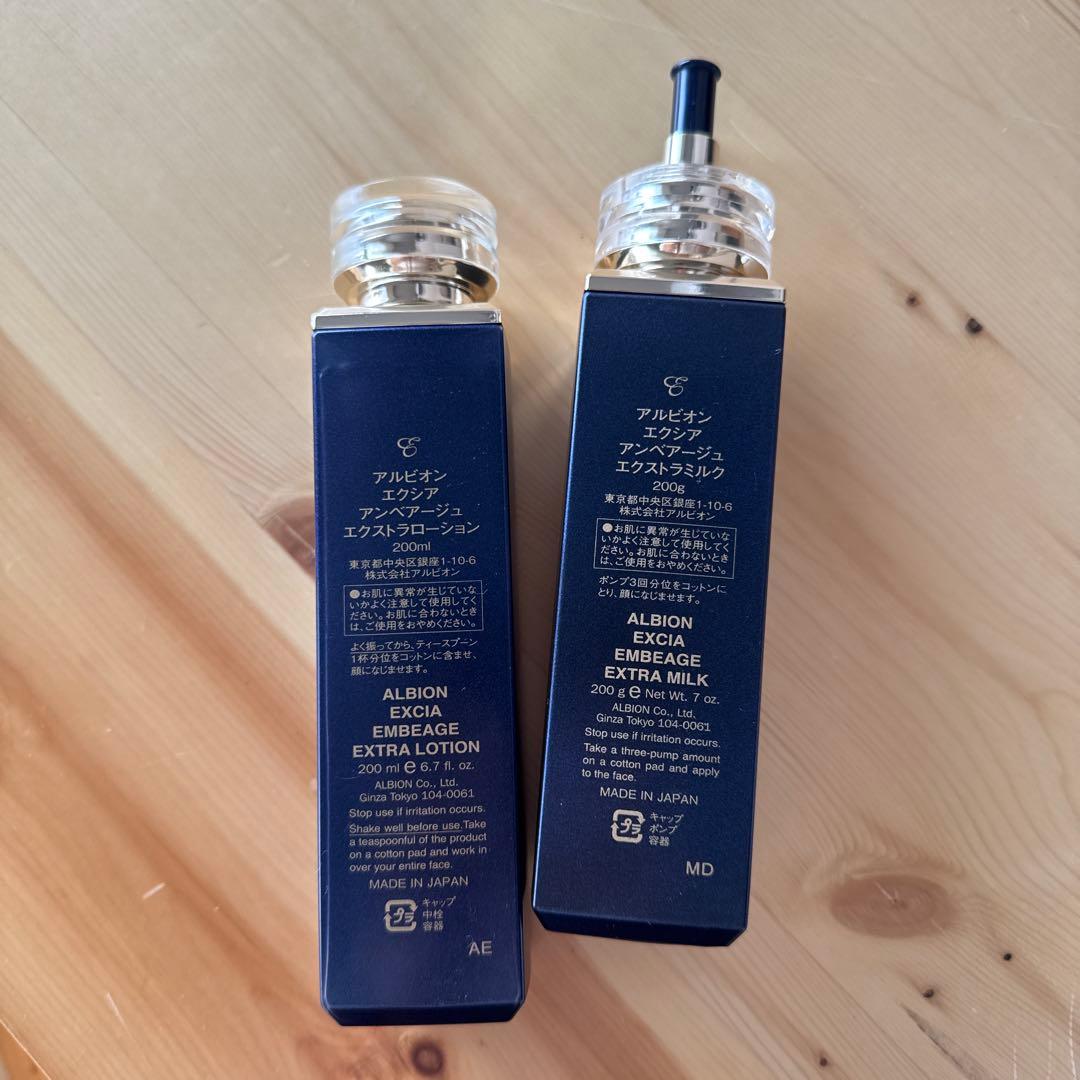 E
アルビオン
エクシア
アンベアージュ
エクストラローション
200ml
東京都中央区銀座1-10-6
株式会社アルビオン
●お肌に異常が生じていな
いかよく注意して使用してく
ださい。お肌に合わないとき
は、ご使用をおやめください。
よく振ってから、ティースプーン
1杯分位をコットンに含ませ、
顔になじませます。
ALBION
EXCIA
EMBEAGE
EXTRA LOTION
200 ml e 6.7 fl. oz.
ALBION Co., Ltd.
Ginza Tokyo 104-0061
Stop use if irritation occurs.
Shake well before use. Take
a teaspoonful of the product
on a cotton pad and work in
over your entire face.
MADE IN JAPAN
プラ
キャップ
中栓
容器
AE
E
アルビオン
エクシア
アンベアージュ
エクストラミルク
200g
東京都中央区銀座1-10-6
株式会社アルビオン
●お肌に異常が生じていな
いかよく注意して使用してく
ださい。お肌に合わないとき
は、ご使用をおやめください。
ポンプ3回分位をコットンに
とり、顔になじませます。
ALBION
EXCIA
EMBEAGE
EXTRA MILK
200 g e Net Wt. 7 oz.
ALBION Co., Ltd.
Ginza Tokyo 104-0061
Stop use if irritation occurs.
Take a three-pump amount
on a cotton pad and apply
to the face.
MADE IN JAPAN
プラ
キャップ
ポンプ
容器
MD